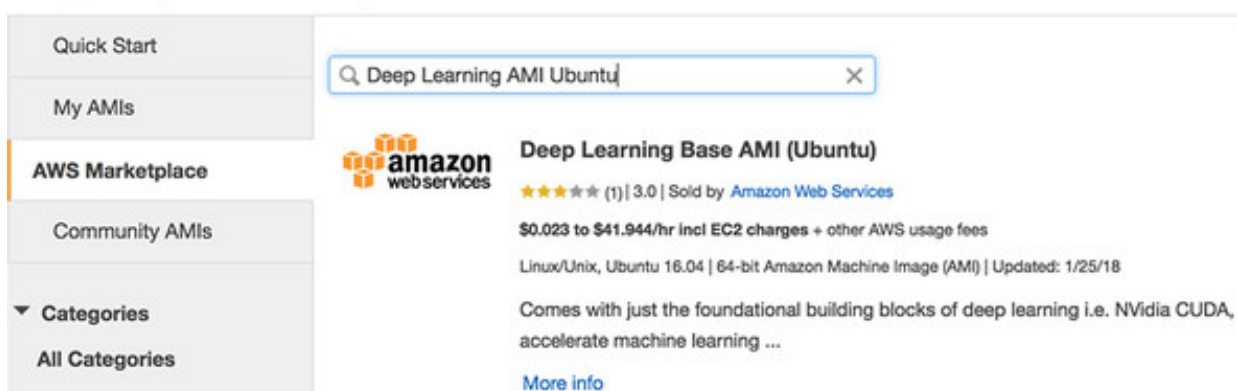 Quick Start
My AMIs
AWS Marketplace
Community AMIs
Categories
All Categories
Deep Learning AMI Ubuntu
amazon
webservices
Deep Learning Base AMI (Ubuntu)
(1) | 3.0 | Sold by Amazon Web Services
$0.023 to $41.944/hr incl EC2 charges + other AWS usage fees
Linux/Unix, Ubuntu 16.04 | 64-bit Amazon Machine Image (AMI) | Updated: 1/25/18
Comes with just the foundational building blocks of deep learning i.e. NVidia CUDA,
accelerate machine learning ...
More info